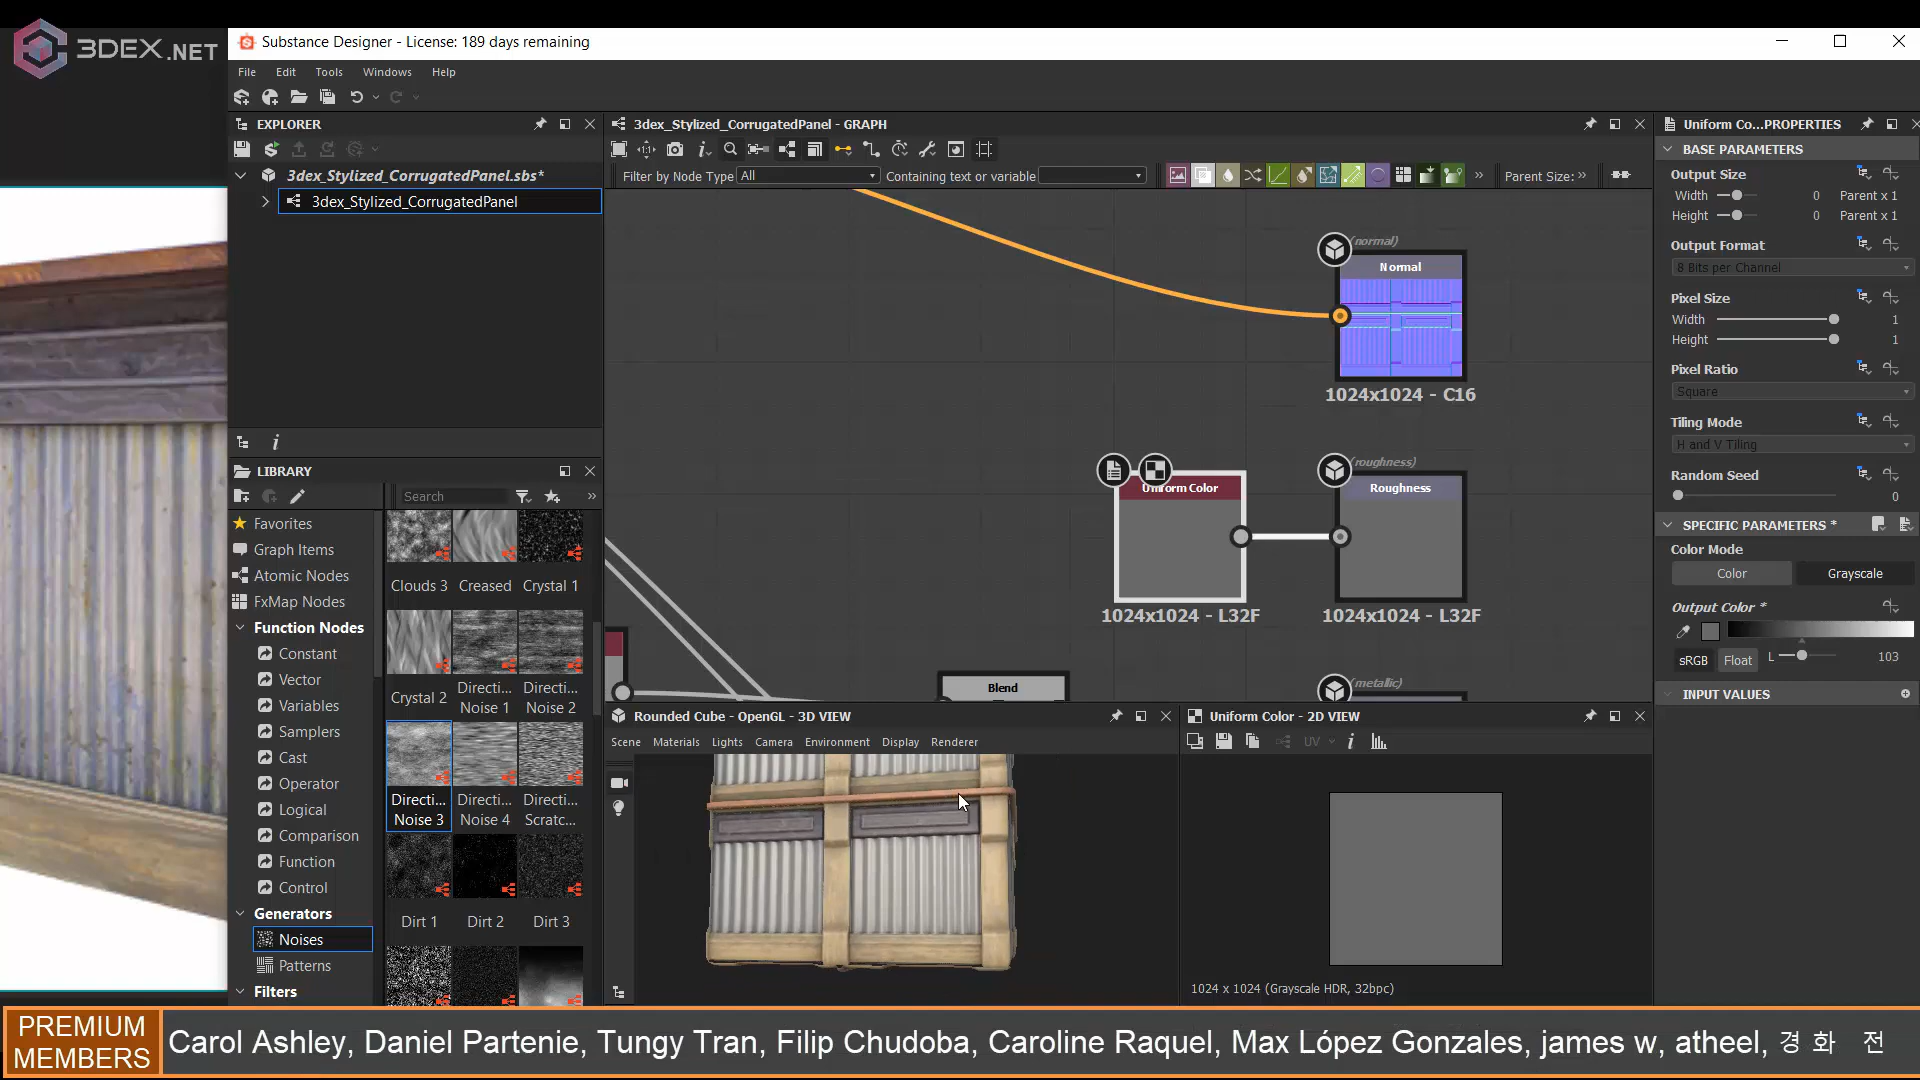 3DEX.NET
Substance Designer - License: 189 days remaining
File Edit Tools Windows Help
EXPLORER
3dex_Stylized_CorrugatedPanel.sbs*
3dex_Stylized_CorrugatedPanel
3dex_Stylized_CorrugatedPanel - GRAPH
Filter by Node Type All Containing text or variable Parent Size: »
(normal)
Normal
1024x1024 - C16
(roughness)
Uniform Color
Roughness
1024x1024 - L32F
1024x1024 - L32F
(metallic)
Blend
LIBRARY
Search
Favorites
Graph Items
Atomic Nodes
FxMap Nodes
Function Nodes
Constant
Vector
Variables
Samplers
Cast
Operator
Logical
Comparison
Function
Control
Generators
Noises
Patterns
Filters
Clouds 3 Creased Crystal 1
Crystal 2 Directi... Noise 1 Directi... Noise 2
Directi... Noise 3 Directi... Noise 4 Directi... Scratc...
Dirt 1 Dirt 2 Dirt 3
Rounded Cube - OpenGL - 3D VIEW
Scene Materials Lights Camera Environment Display Renderer
Uniform Color - 2D VIEW
UV
1024 x 1024 (Grayscale HDR, 32bpc)
Uniform Co...PROPERTIES
BASE PARAMETERS
Output Size
Width 0 Parent x 1
Height 0 Parent x 1
Output Format
8 Bits per Channel
Pixel Size
Width 1
Height 1
Pixel Ratio
Square
Tiling Mode
H and V Tiling
Random Seed
0
SPECIFIC PARAMETERS *
Color Mode
Color Grayscale
Output Color *
sRGB Float L 103
INPUT VALUES
PREMIUM
MEMBERS
Carol Ashley, Daniel Partenie, Tungy Tran, Filip Chudoba, Caroline Raquel, Max López Gonzales, james w, atheel, 경화 전